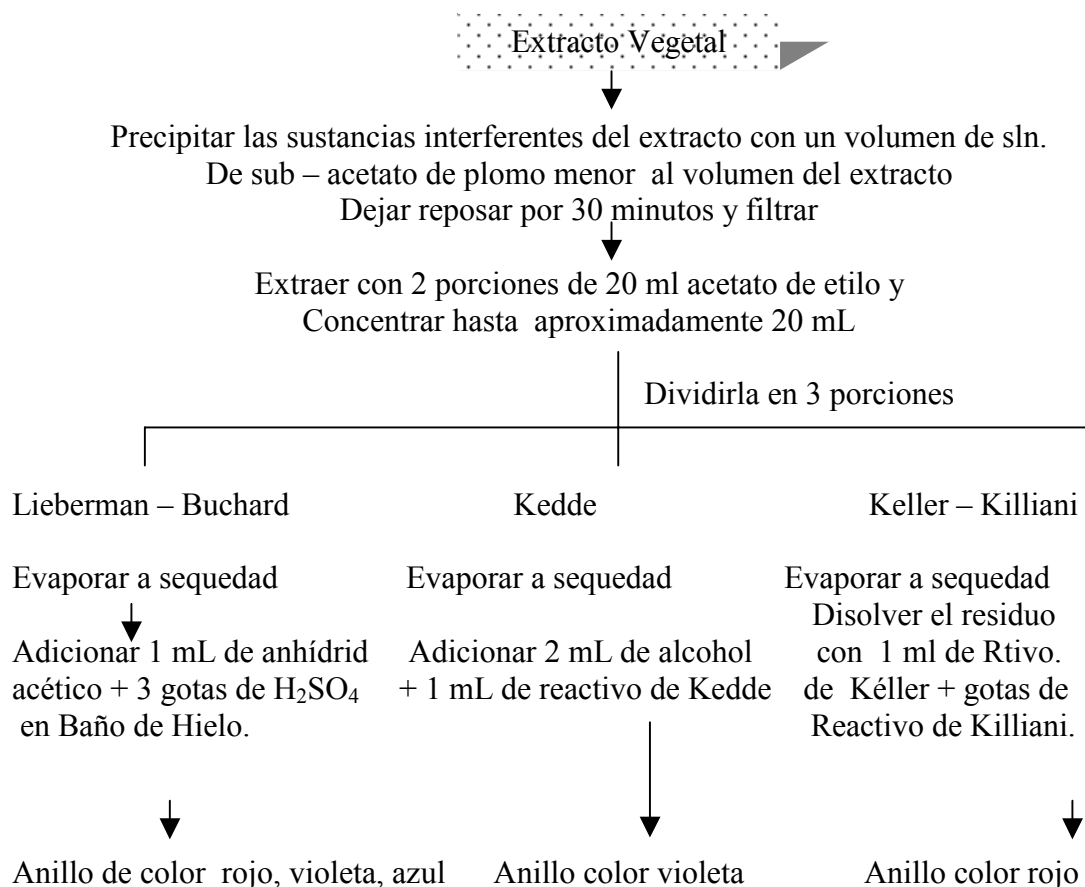 Extracto Vegetal
Precipitar las sustancias interferentes del extracto con un volumen de sln.
De sub – acetato de plomo menor al volumen del extracto
Dejar reposar por 30 minutos y filtrar
Extraer con 2 porciones de 20 ml acetato de etilo y
Concentrar hasta aproximadamente 20 mL
Dividirla en 3 porciones
Lieberman – Buchard
Evaporar a sequedad
Adicionar 1 mL de anhídrid
acético + 3 gotas de H₂SO₄
en Baño de Hielo.
Anillo de color rojo, violeta, azul
Kedde
Evaporar a sequedad
Adicionar 2 mL de alcohol
+ 1 mL de reactivo de Kedde
Anillo color violeta
Keller – Killiani
Evaporar a sequedad
Disolver el residuo
con 1 ml de Rtivo.
de Kéller + gotas de
Reactivo de Killiani.
Anillo color rojo